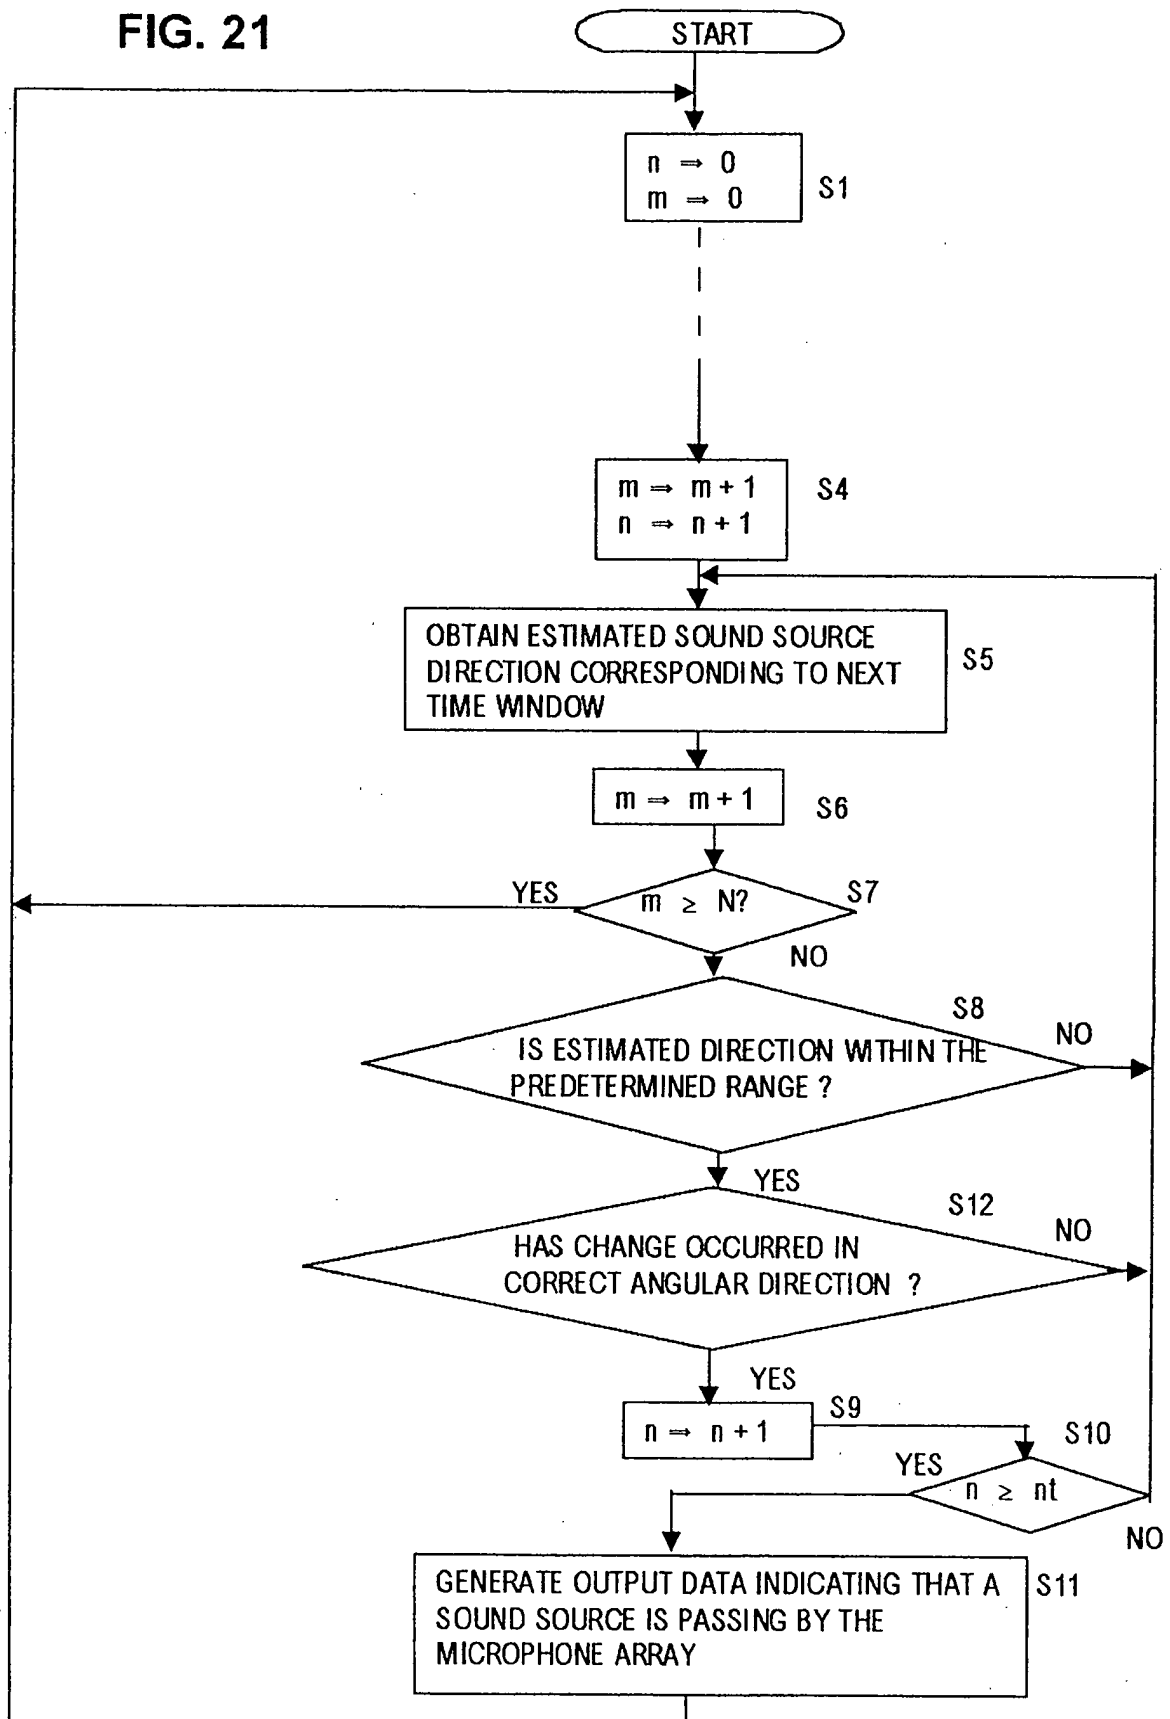 FIG. 21
START
n ⇒ 0
m ⇒ 0
S1
m ⇒ m + 1
n ⇒ n + 1
S4
OBTAIN ESTIMATED SOUND SOURCE
DIRECTION CORRESPONDING TO NEXT
TIME WINDOW
S5
m ⇒ m + 1
S6
YES
m ≥ N?
S7
NO
S8
NO
IS ESTIMATED DIRECTION WITHIN THE
PREDETERMINED RANGE ?
YES
S12
NO
HAS CHANGE OCCURRED IN
CORRECT ANGULAR DIRECTION ?
YES
n ⇒ n + 1
S9
S10
YES
n ≥ nt
NO
GENERATE OUTPUT DATA INDICATING THAT A
SOUND SOURCE IS PASSING BY THE
MICROPHONE ARRAY
S11